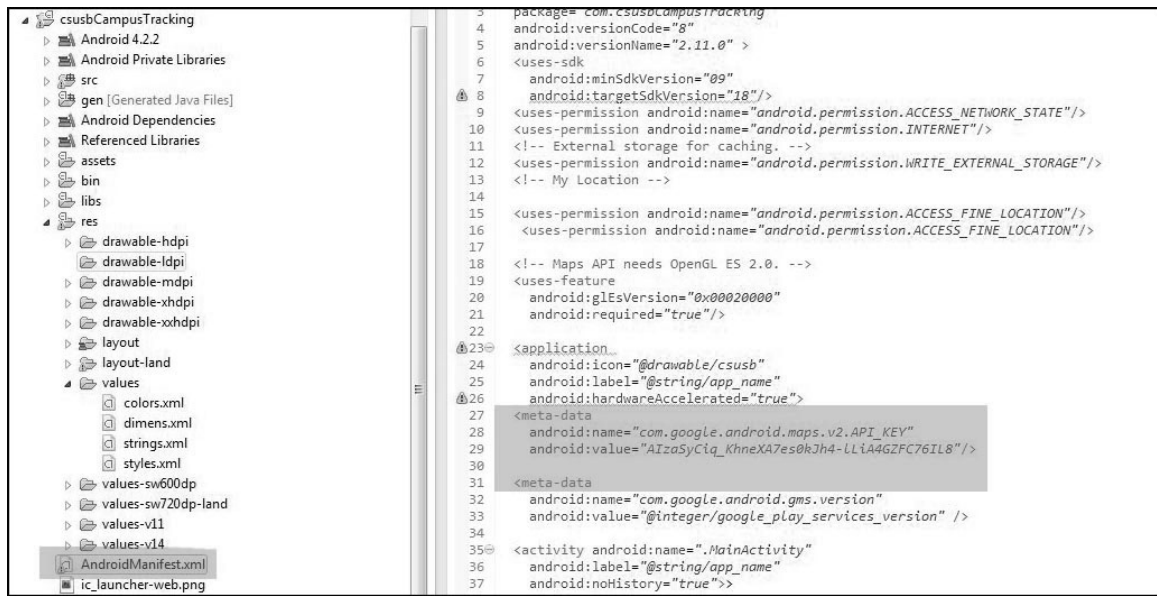 csusbCampusTracking
Android 4.2.2
Android Private Libraries
src
gen [Generated Java Files]
Android Dependencies
Referenced Libraries
assets
bin
libs
res
drawable-hdpi
drawable-ldpi
drawable-mdpi
drawable-xhdpi
drawable-xxhdpi
layout
layout-land
values
colors.xml
dimens.xml
strings.xml
styles.xml
values-sw600dp
values-sw720dp-land
values-v11
values-v14
AndroidManifest.xml
ic_launcher-web.png
3 package="com.csusbCampusTracking"
4 android:versionCode="8"
5 android:versionName="2.11.0" >
6 <uses-sdk
7 android:minSdkVersion="09"
8 android:targetSdkVersion="18"/>
9 <uses-permission android:name="android.permission.ACCESS_NETWORK_STATE"/>
10 <uses-permission android:name="android.permission.INTERNET"/>
11 <!-- External storage for caching. -->
12 <uses-permission android:name="android.permission.WRITE_EXTERNAL_STORAGE"/>
13 <!-- My Location -->
14
15 <uses-permission android:name="android.permission.ACCESS_FINE_LOCATION"/>
16 <uses-permission android:name="android.permission.ACCESS_FINE_LOCATION"/>
17
18 <!-- Maps API needs OpenGL ES 2.0. -->
19 <uses-feature
20 android:glEsVersion="0x00020000"
21 android:required="true"/>
22
23 <application
24 android:icon="@drawable/csusb"
25 android:label="@string/app_name"
26 android:hardwareAccelerated="true">
27 <meta-data
28 android:name="com.google.android.maps.v2.API_KEY"
29 android:value="AIzaSyCiq_KhneXA7es0kJh4-lLiA4GZFC76IL8"/>
30
31 <meta-data
32 android:name="com.google.android.gms.version"
33 android:value="@integer/google_play_services_version" />
34
35 <activity android:name=".MainActivity"
36 android:label="@string/app_name"
37 android:noHistory="true">>